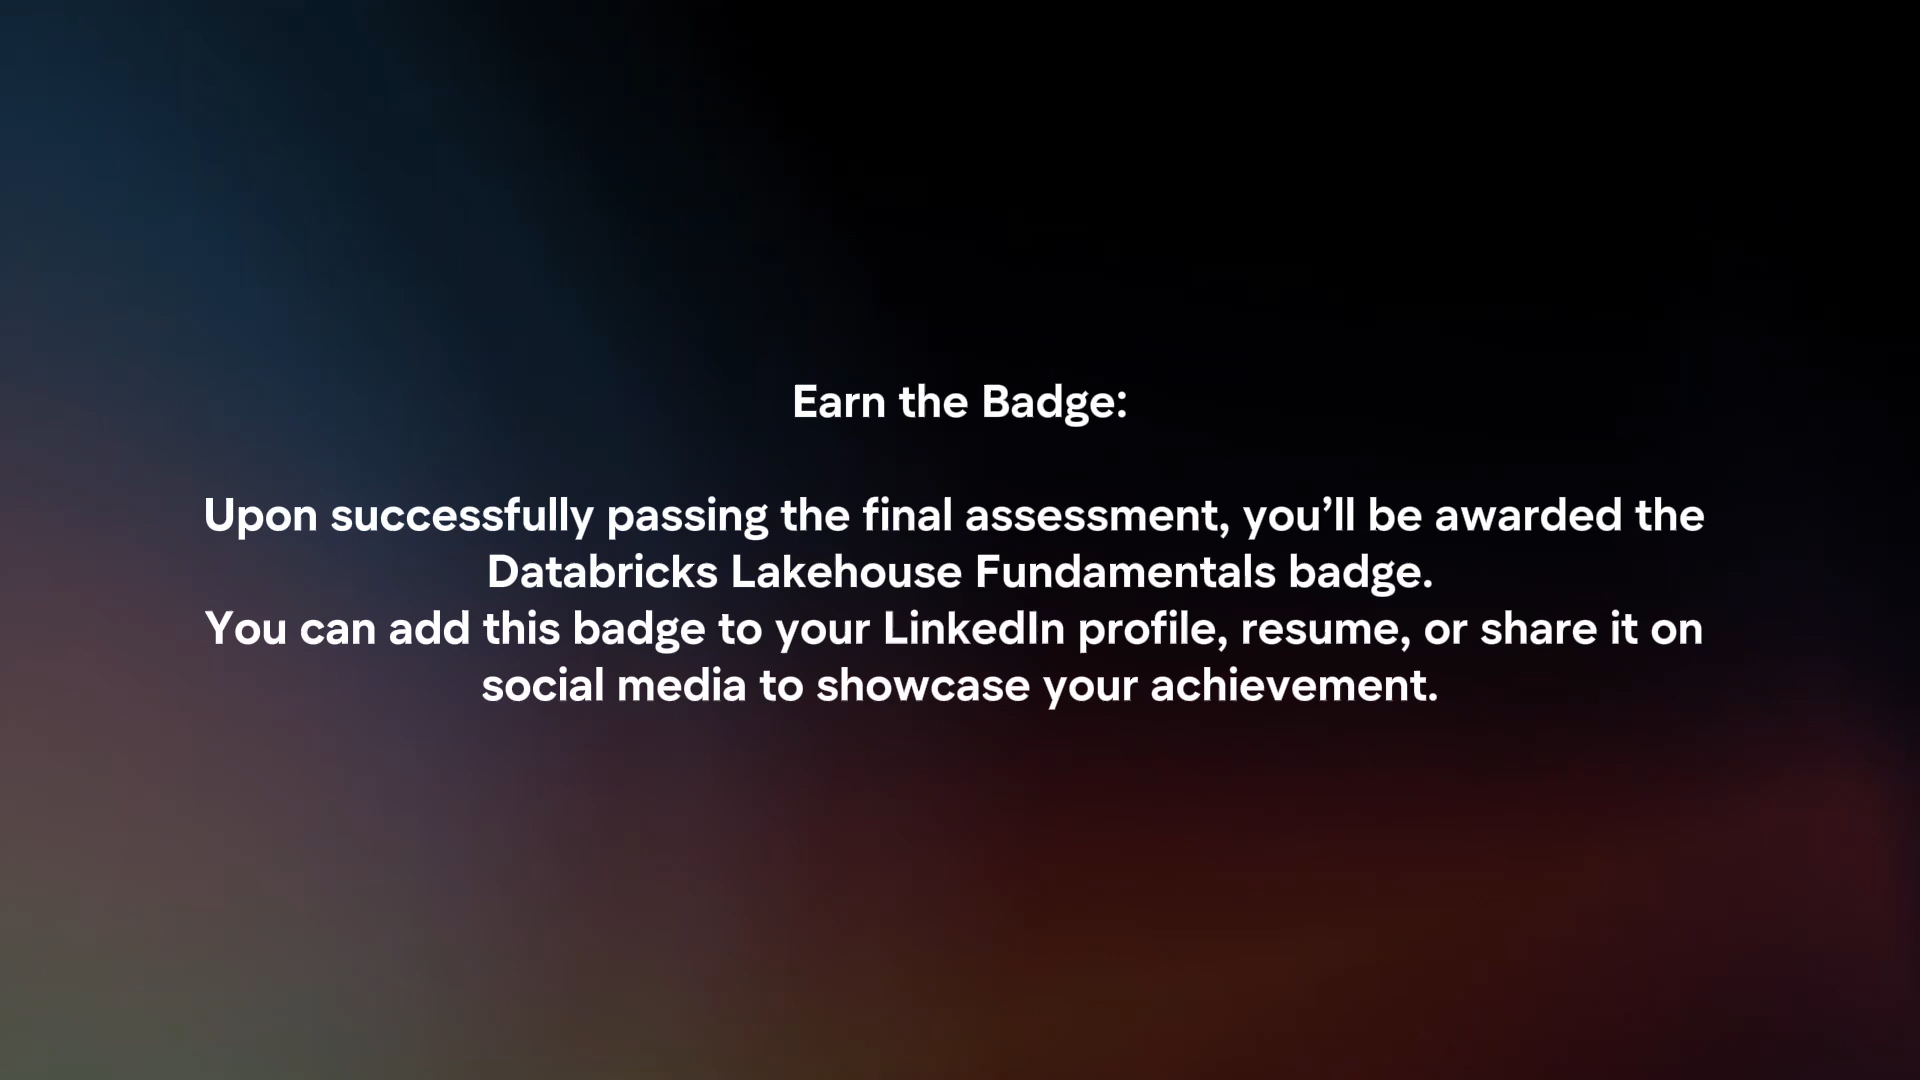 Earn the Badge:
Upon successfully passing the final assessment, you’ll be awarded the
Databricks Lakehouse Fundamentals badge.
You can add this badge to your LinkedIn profile, resume, or share it on
social media to showcase your achievement.